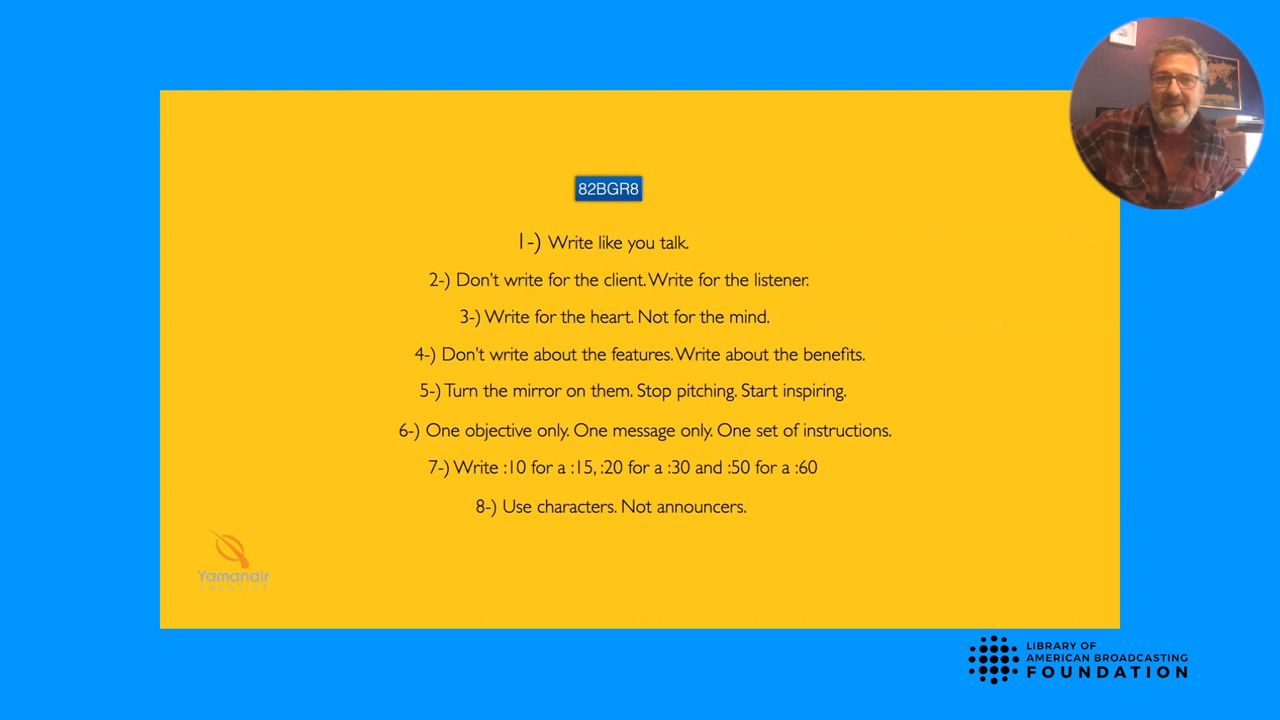 82BGR8
1-) Write like you talk.
2-) Don't write for the client. Write for the listener.
3-) Write for the heart. Not for the mind.
4-) Don't write about the features. Write about the benefits.
5-) Turn the mirror on them. Stop pitching. Start inspiring.
6-) One objective only. One message only. One set of instructions.
7-) Write :10 for a :15, :20 for a :30 and :50 for a :60
8-) Use characters. Not announcers.
Yamanair
CREATIVE
LIBRARY OF
AMERICAN BROADCASTING
FOUNDATION